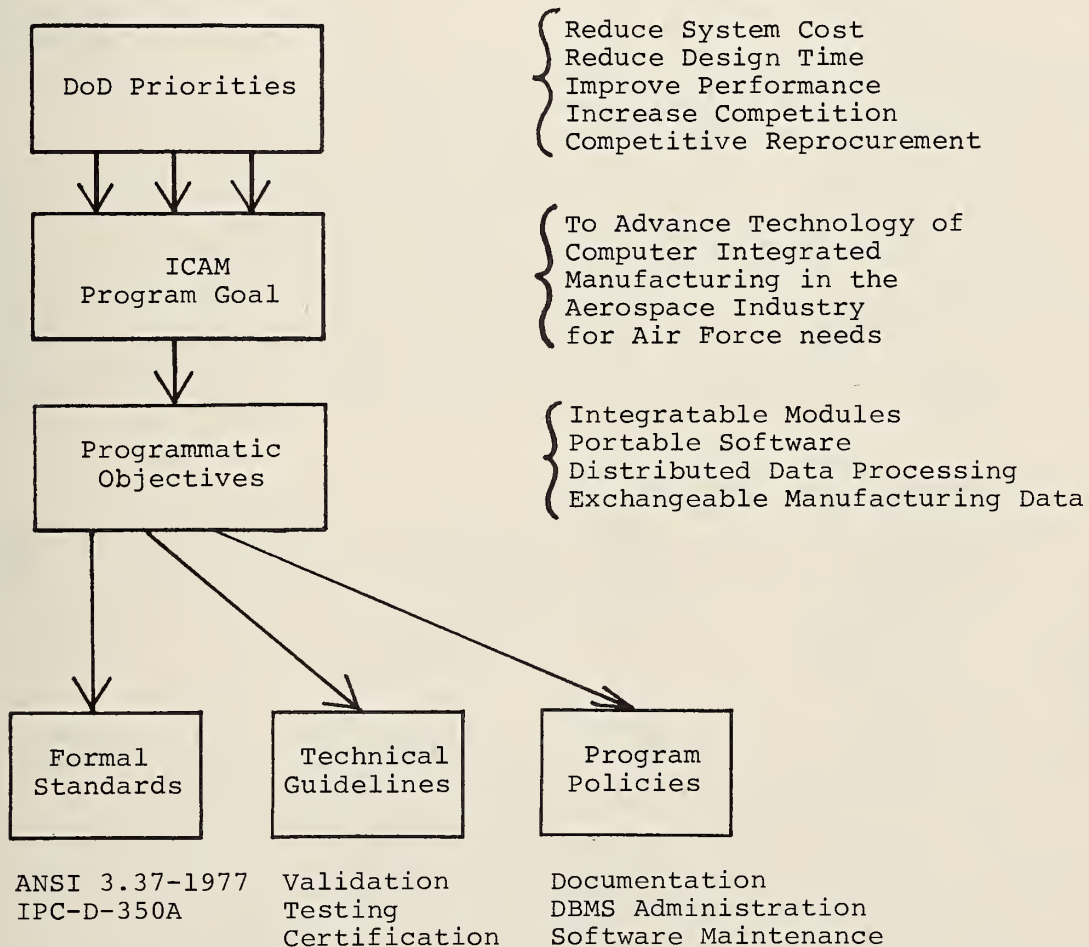 DoD Priorities
Reduce System Cost
Reduce Design Time
Improve Performance
Increase Competition
Competitive Reprocurement
ICAM
Program Goal
To Advance Technology of
Computer Integrated
Manufacturing in the
Aerospace Industry
for Air Force needs
Programmatic
Objectives
Integratable Modules
Portable Software
Distributed Data Processing
Exchangeable Manufacturing Data
Formal
Standards
Technical
Guidelines
Program
Policies
ANSI 3.37-1977
IPC-D-350A
Validation
Testing
Certification
Documentation
DBMS Administration
Software Maintenance